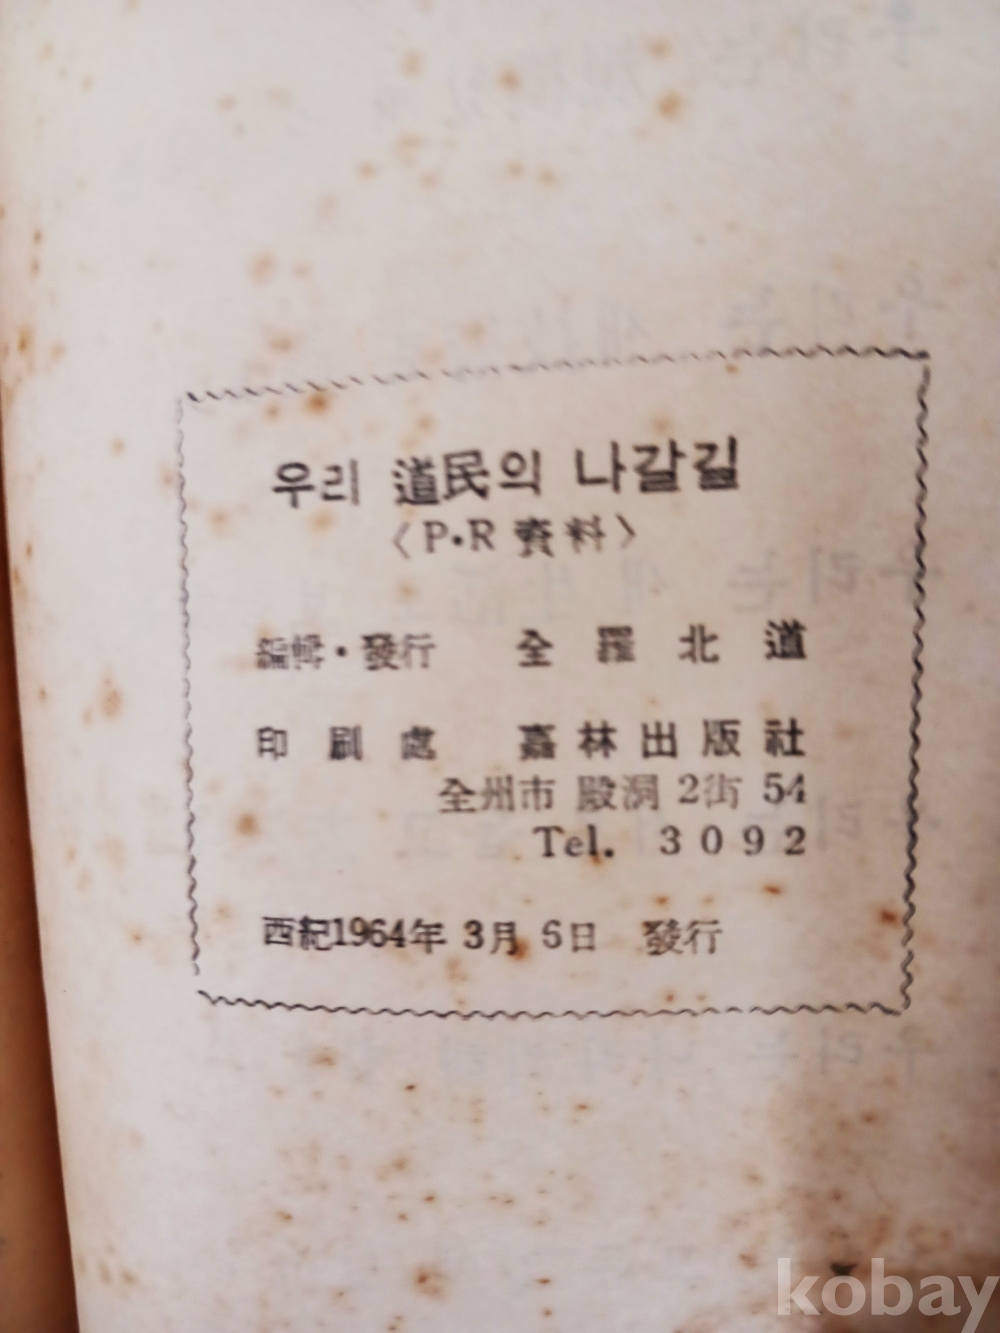 우리 道民의 나갈길
〈P·R 資料〉
編輯·發行 全羅北道
印刷處 嘉林出版社
全州市 殿洞 2街 54
Tel. 3092
西紀1964年 3月 6日 發行
kobay